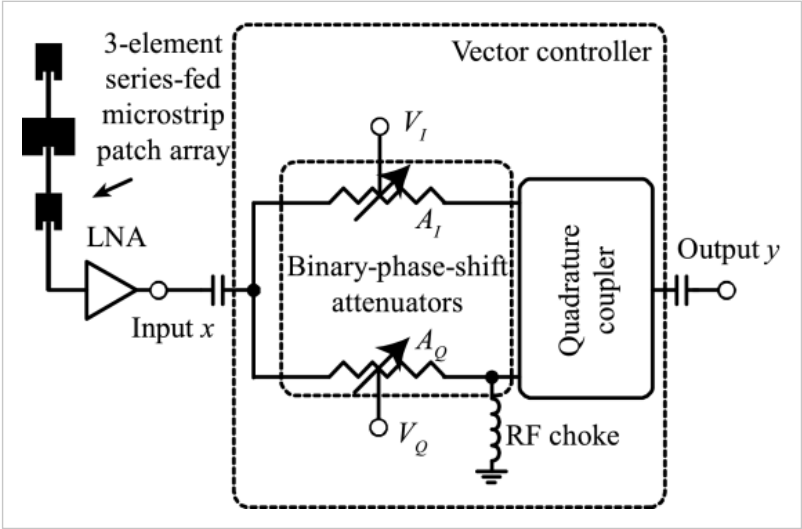 3-element
series-fed
microstrip
patch array
Vector controller
V_I
A_I
LNA
Binary-phase-shift
attenuators
Quadrature
coupler
Output y
Input x
A_Q
V_Q
RF choke